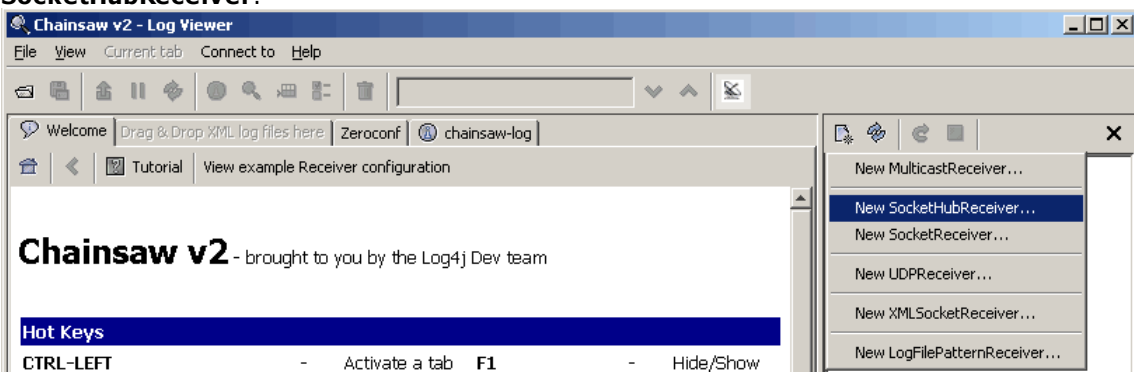 SocketHubReceiver.
Chainsaw v2 - Log Viewer
File View Current tab Connect to Help
Welcome Drag & Drop XML log files here Zeroconf chainsaw-log
Tutorial View example Receiver configuration
New MulticastReceiver...
New SocketHubReceiver...
New SocketReceiver...
New UDPReceiver...
New XMLSocketReceiver...
New LogFilePatternReceiver...
Chainsaw v2 - brought to you by the Log4j Dev team
Hot Keys
CTRL-LEFT - Activate a tab F1 - Hide/Show